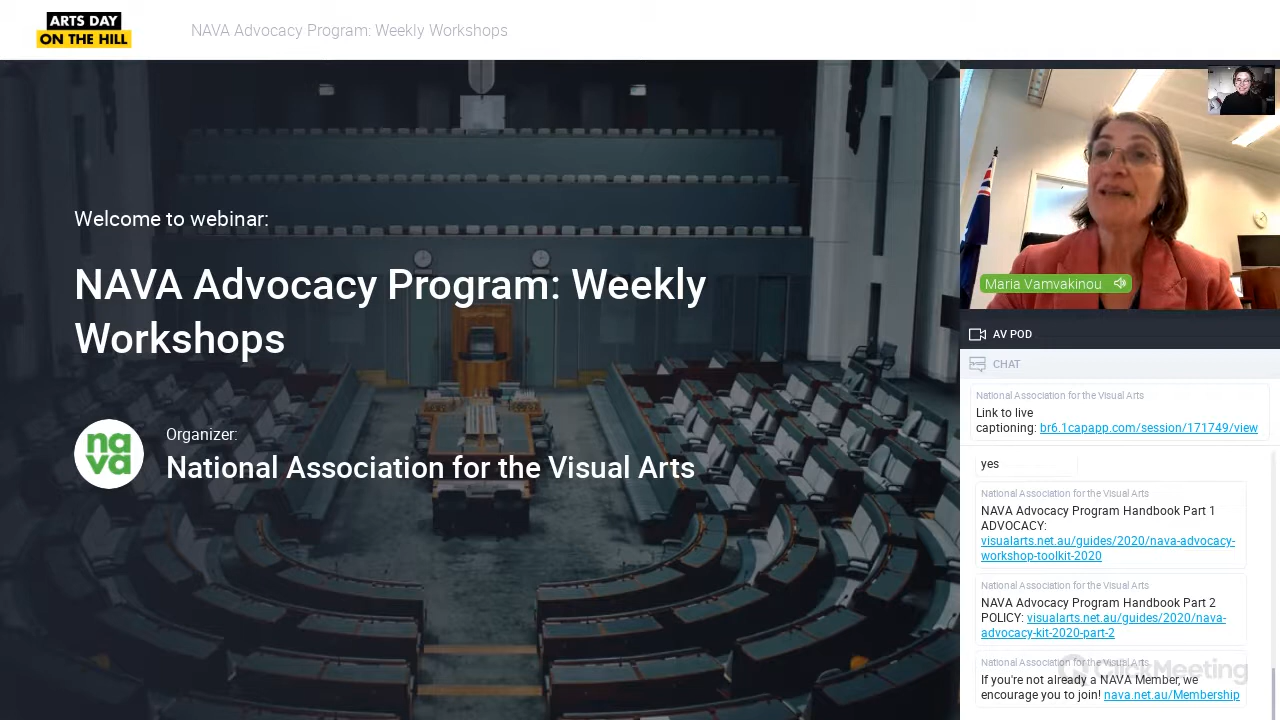 ARTS DAY
ON THE HILL
NAVA Advocacy Program: Weekly Workshops
Welcome to webinar:
NAVA Advocacy Program: Weekly
Workshops
nava
Organizer:
National Association for the Visual Arts
Maria Vamvakinou
AV POD
CHAT
National Association for the Visual Arts
Link to live
captioning: br6.1capapp.com/session/171749/view
yes
National Association for the Visual Arts
NAVA Advocacy Program Handbook Part 1
ADVOCACY:
visualarts.net.au/guides/2020/nava-advocacy-
workshop-toolkit-2020
National Association for the Visual Arts
NAVA Advocacy Program Handbook Part 2
POLICY: visualarts.net.au/guides/2020/nava-
advocacy-kit-2020-part-2
National Association for the Visual Arts
ClickMeeting
If you're not already a NAVA Member, we
encourage you to join! nava.net.au/Membership